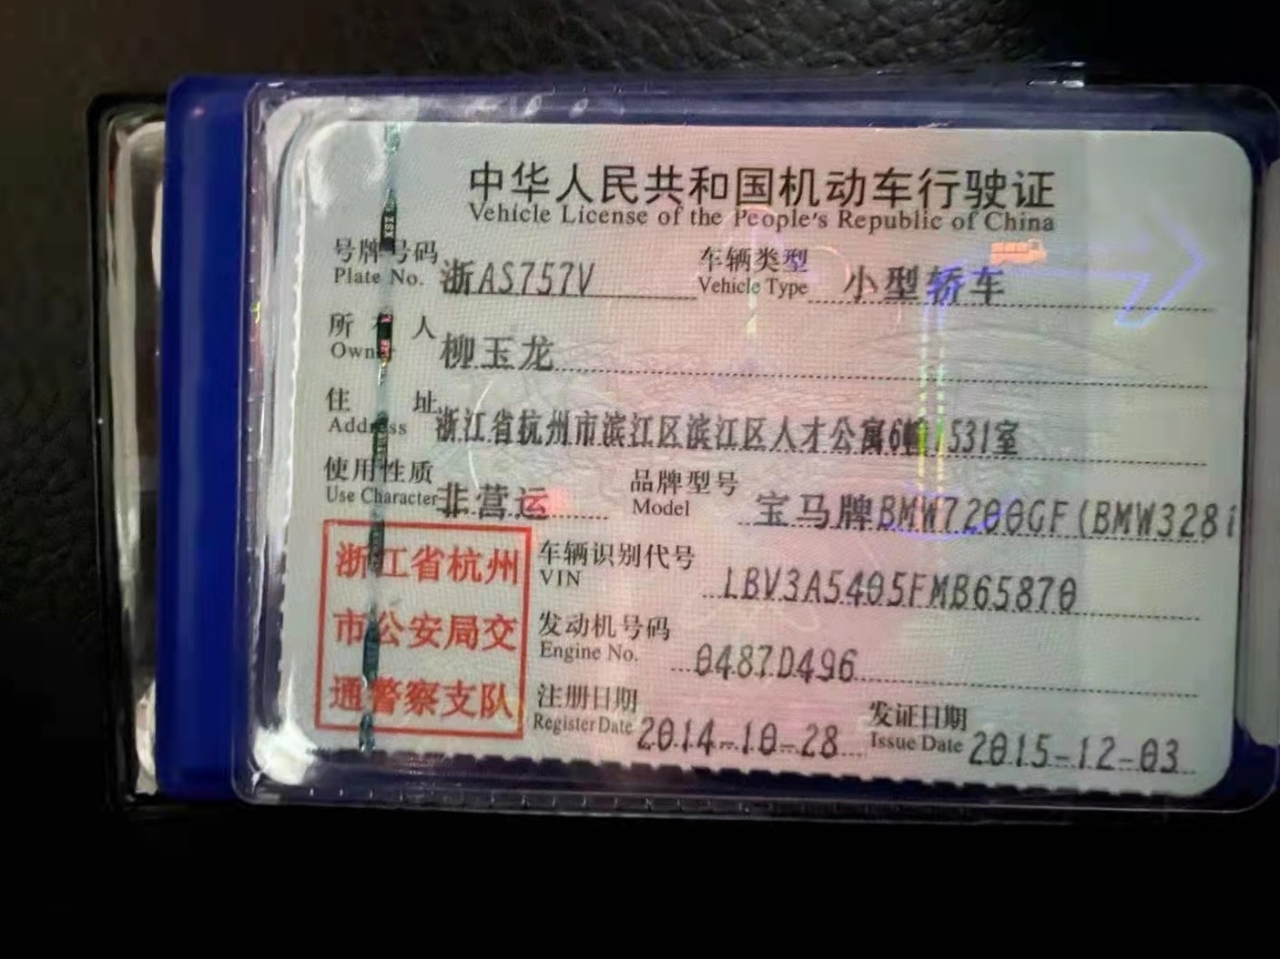 中华人民共和国机动车行驶证
Vehicle License of the People's Republic of China
号牌号码 浙AS757V 车辆类型 小型轿车
Plate No. Vehicle Type
所 人 柳玉龙
Owner
住 址 浙江省杭州市滨江区滨江区人才公寓6幢 531室
Address
使用性质 非营运 品牌型号 宝马牌BMW7200GF(BMW328i
Use Character Model
浙江省杭州
市公安局交
通警察支队
车辆识别代号 LBV3A5405FMB65870
VIN
发动机号码 0487D496
Engine No.
注册日期 2014-10-28 发证日期 2015-12-03
Register Date Issue Date